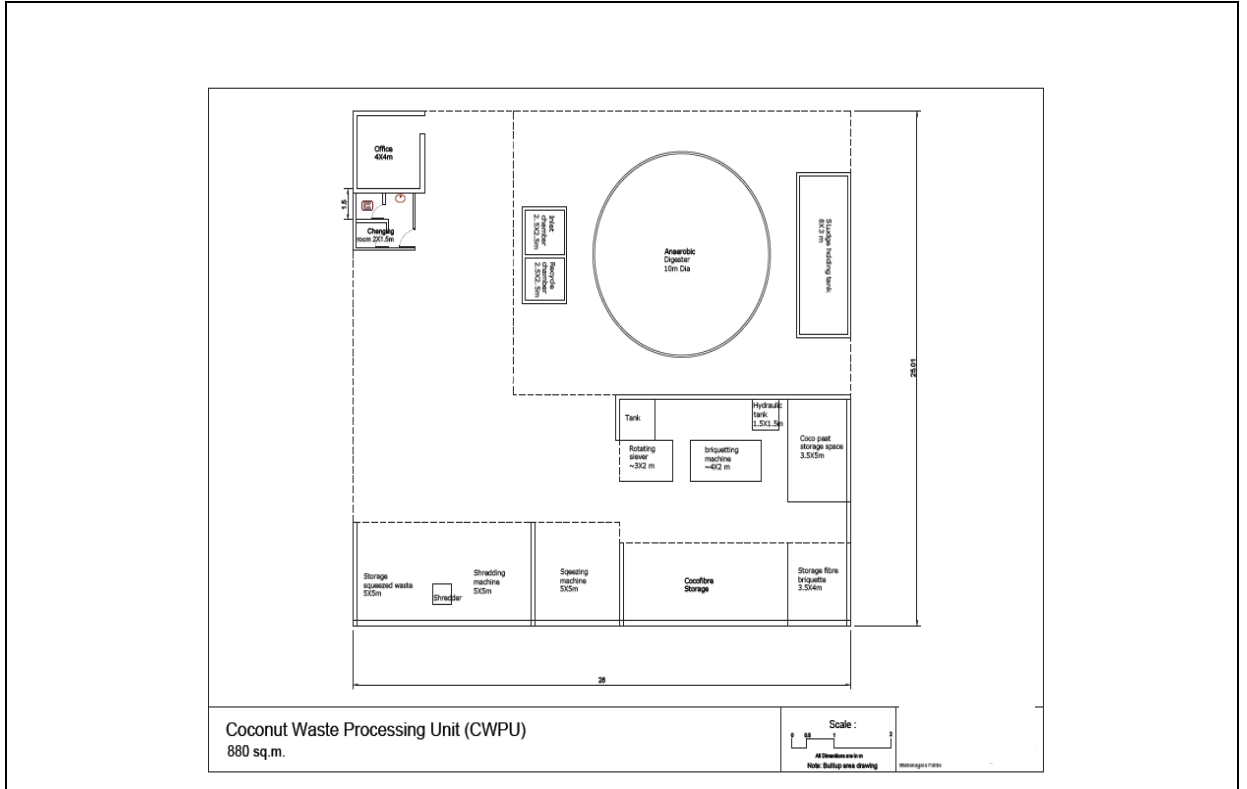 Office
4X4m
1.5
Changing
room 2X1.5m
Inlet
chamber
2.5X2.5m
Recycle
chamber
2.5X2.5m
Anaerobic
Digester
10m Dia
SLudge holding tank
8X3 m
25.01
Tank
Hydraulic
tank
1.5X1.5m
Rotating
siever
~3X2 m
briquetting
machine
~4X2 m
Coco peat
storage space
3.5X5m
Storage
squeezed waste
5X5m
Shredder
Shredding
machine
5X5m
Sqeezing
machine
5X5m
Cocofibre
Storage
Storage fibre
briquette
3.5X4m
28
Coconut Waste Processing Unit (CWPU)
880 sq.m.
Scale :
0 0.5 1 2
All Dimentions are in m
Note: Builtup area drawing